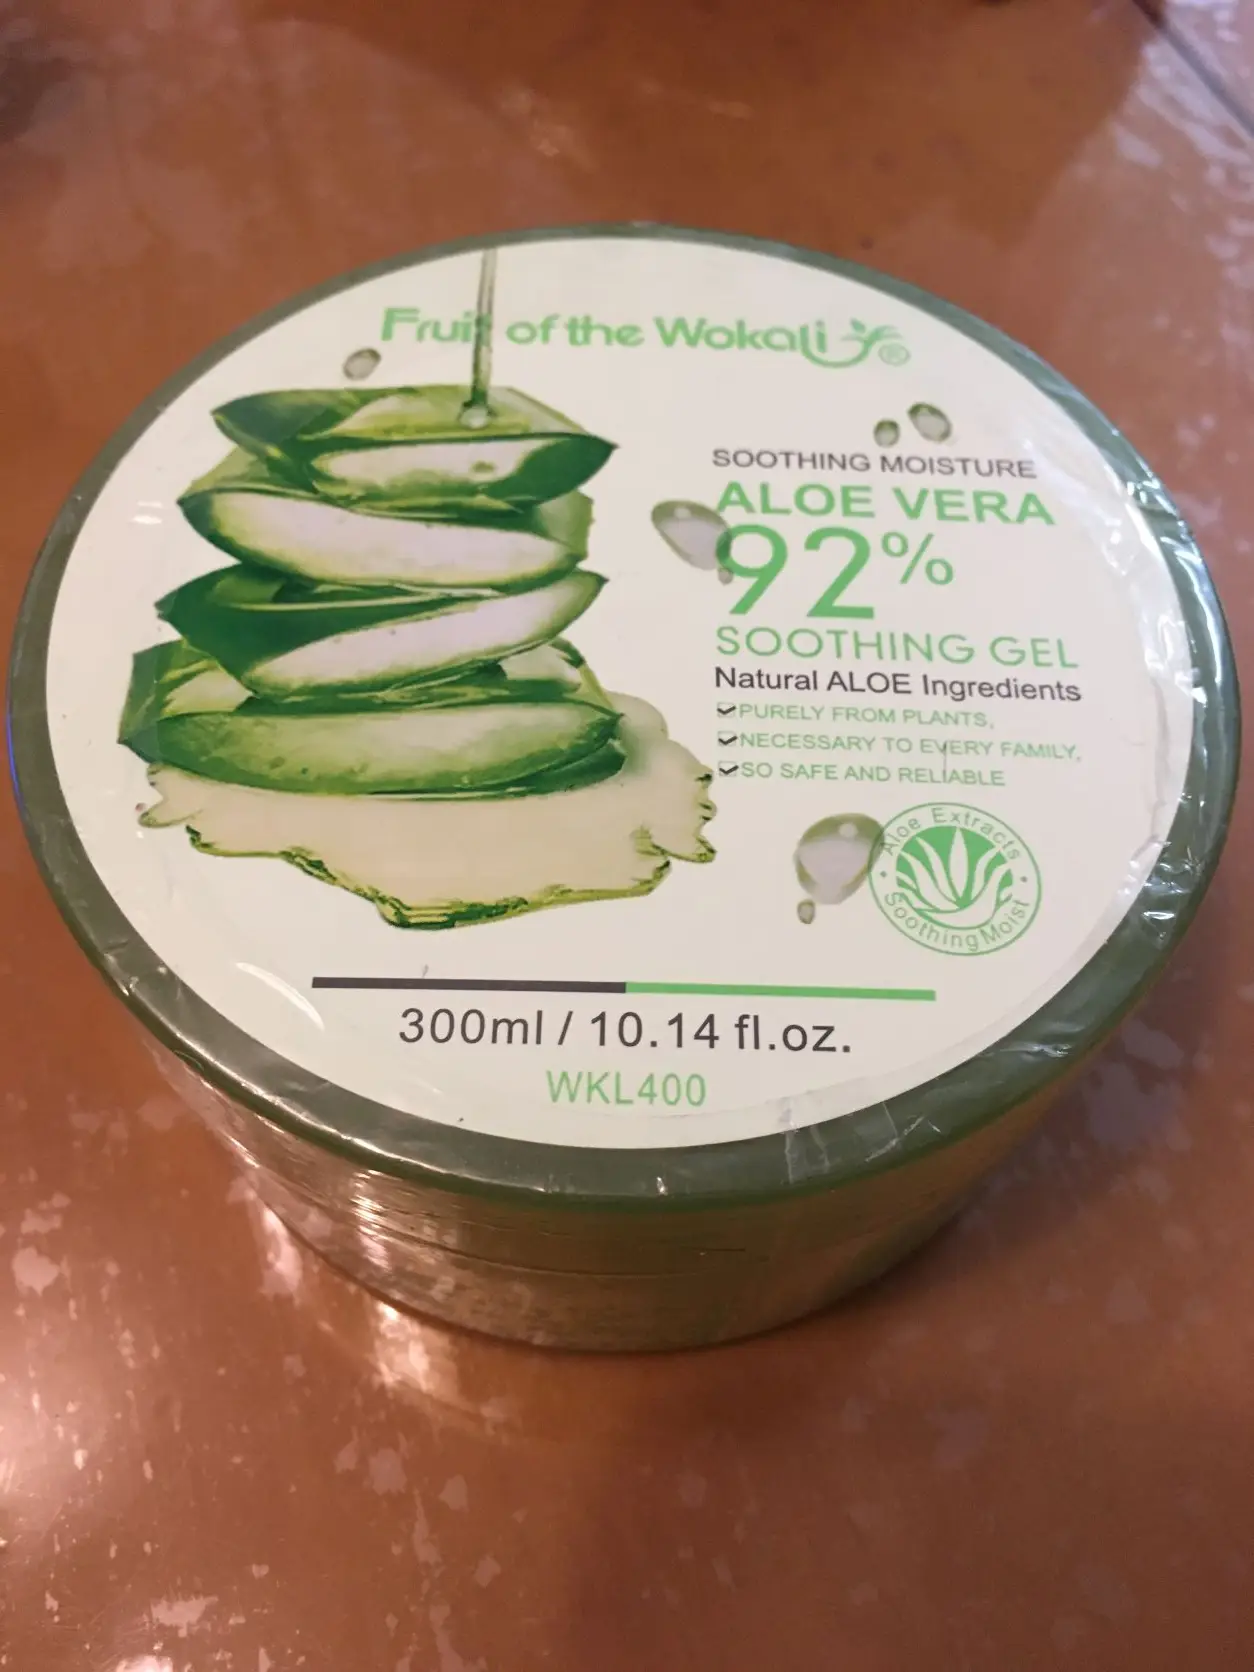 Fruit of the Wokali ®
SOOTHING MOISTURE
ALOE VERA
92%
SOOTHING GEL
Natural ALOE Ingredients
PURELY FROM PLANTS,
NECESSARY TO EVERY FAMILY,
SO SAFE AND RELIABLE
Aloe Extracts
Soothing Moist
300ml / 10.14 fl.oz.
WKL400